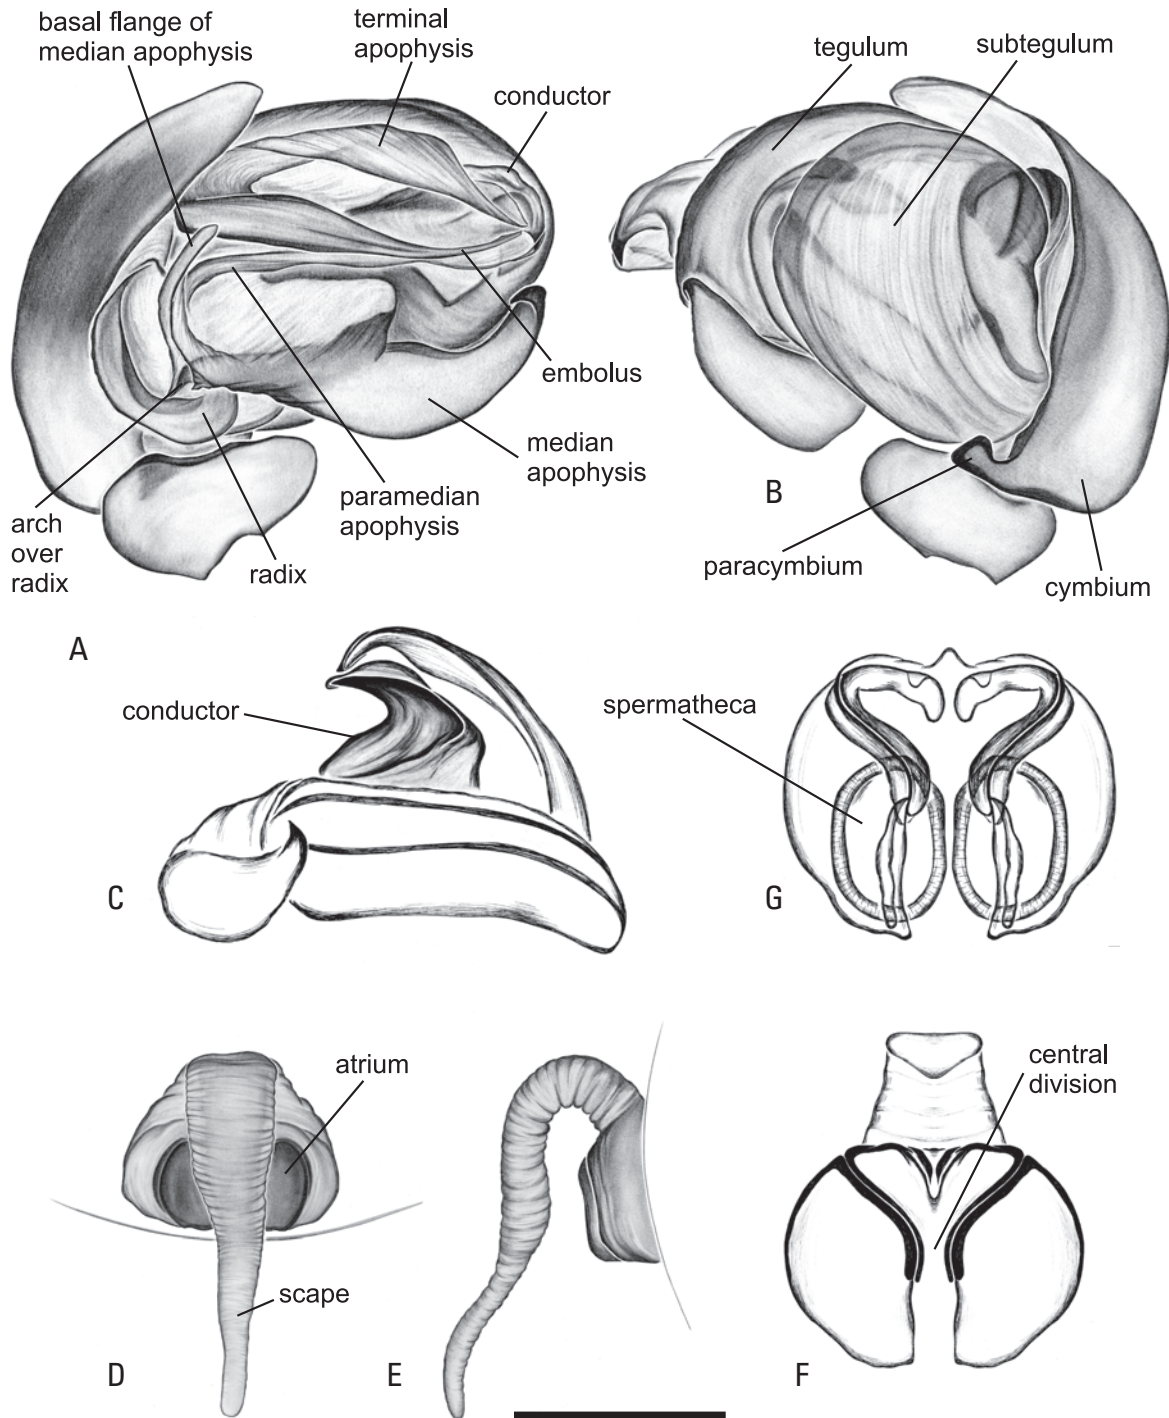 basal flange of
median apophysis
terminal
apophysis
conductor
embolus
median
apophysis
paramedian
apophysis
radix
arch
over
radix
A
tegulum
subtegulum
B
paracymbium
cymbium
conductor
C
spermatheca
G
atrium
scape
D
E
central
division
F